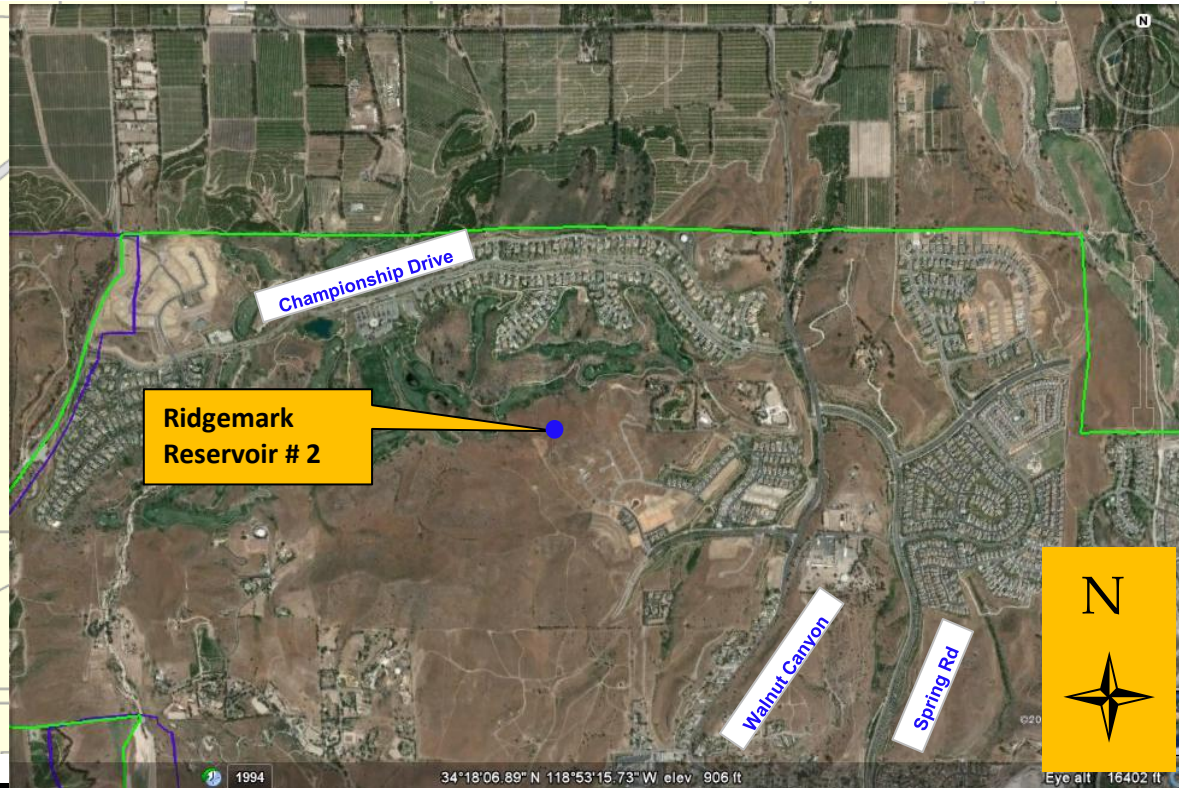 N
Championship Drive
Ridgemark
Reservoir # 2
N
Walnut Canyon
Spring Rd
©20
1994
34°18'06.89" N 118°53'15.73" W elev 906 ft
Eye alt 16402 ft